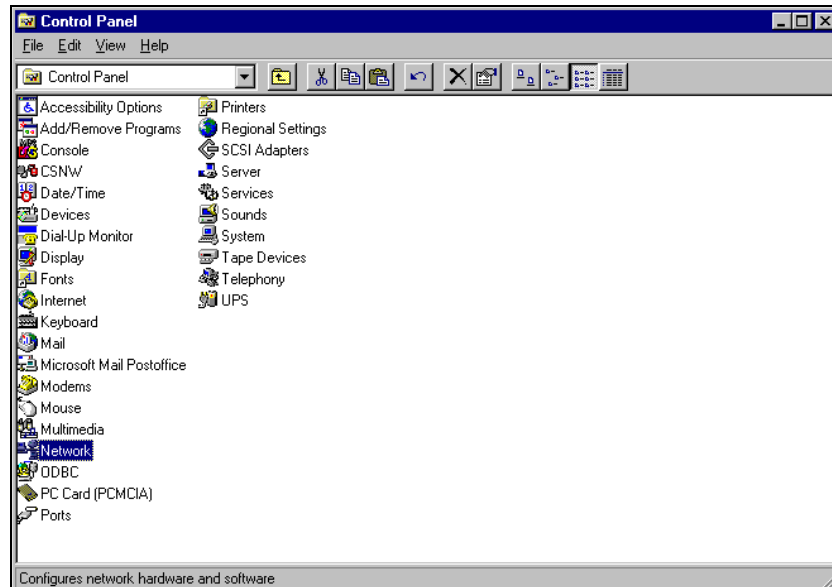 Control Panel
File Edit View Help
Control Panel
Accessibility Options
Add/Remove Programs
Console
CSNW
Date/Time
Devices
Dial-Up Monitor
Display
Fonts
Internet
Keyboard
Mail
Microsoft Mail Postoffice
Modems
Mouse
Multimedia
Network
ODBC
PC Card (PCMCIA)
Ports
Printers
Regional Settings
SCSI Adapters
Server
Services
Sounds
System
Tape Devices
Telephony
UPS
Configures network hardware and software